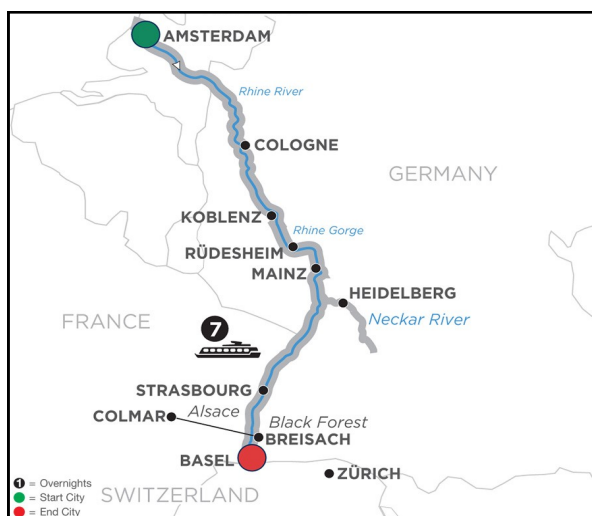 AMSTERDAM
Rhine River
COLOGNE
GERMANY
KOBLENZ
Rhine Gorge
RÜDESHEIM
MAINZ
HEIDELBERG
Neckar River
FRANCE
7
STRASBOURG
Alsace
COLMAR
Black Forest
BREISACH
BASEL
ZÜRICH
1 = Overnights
= Start City
= End City
SWITZERLAND